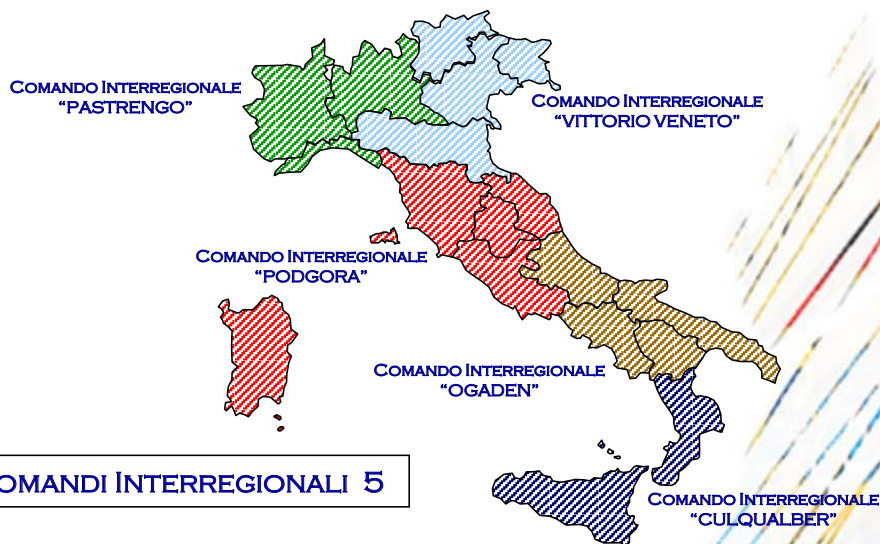 Comando Interregionale
“PASTRENGO”
Comando Interregionale
“VITTORIO VENETO”
Comando Interregionale
“PODGORA”
Comando Interregionale
“OGADEN”
omandi Interregionali 5
Comando Interregionale
“CULQUALBER”